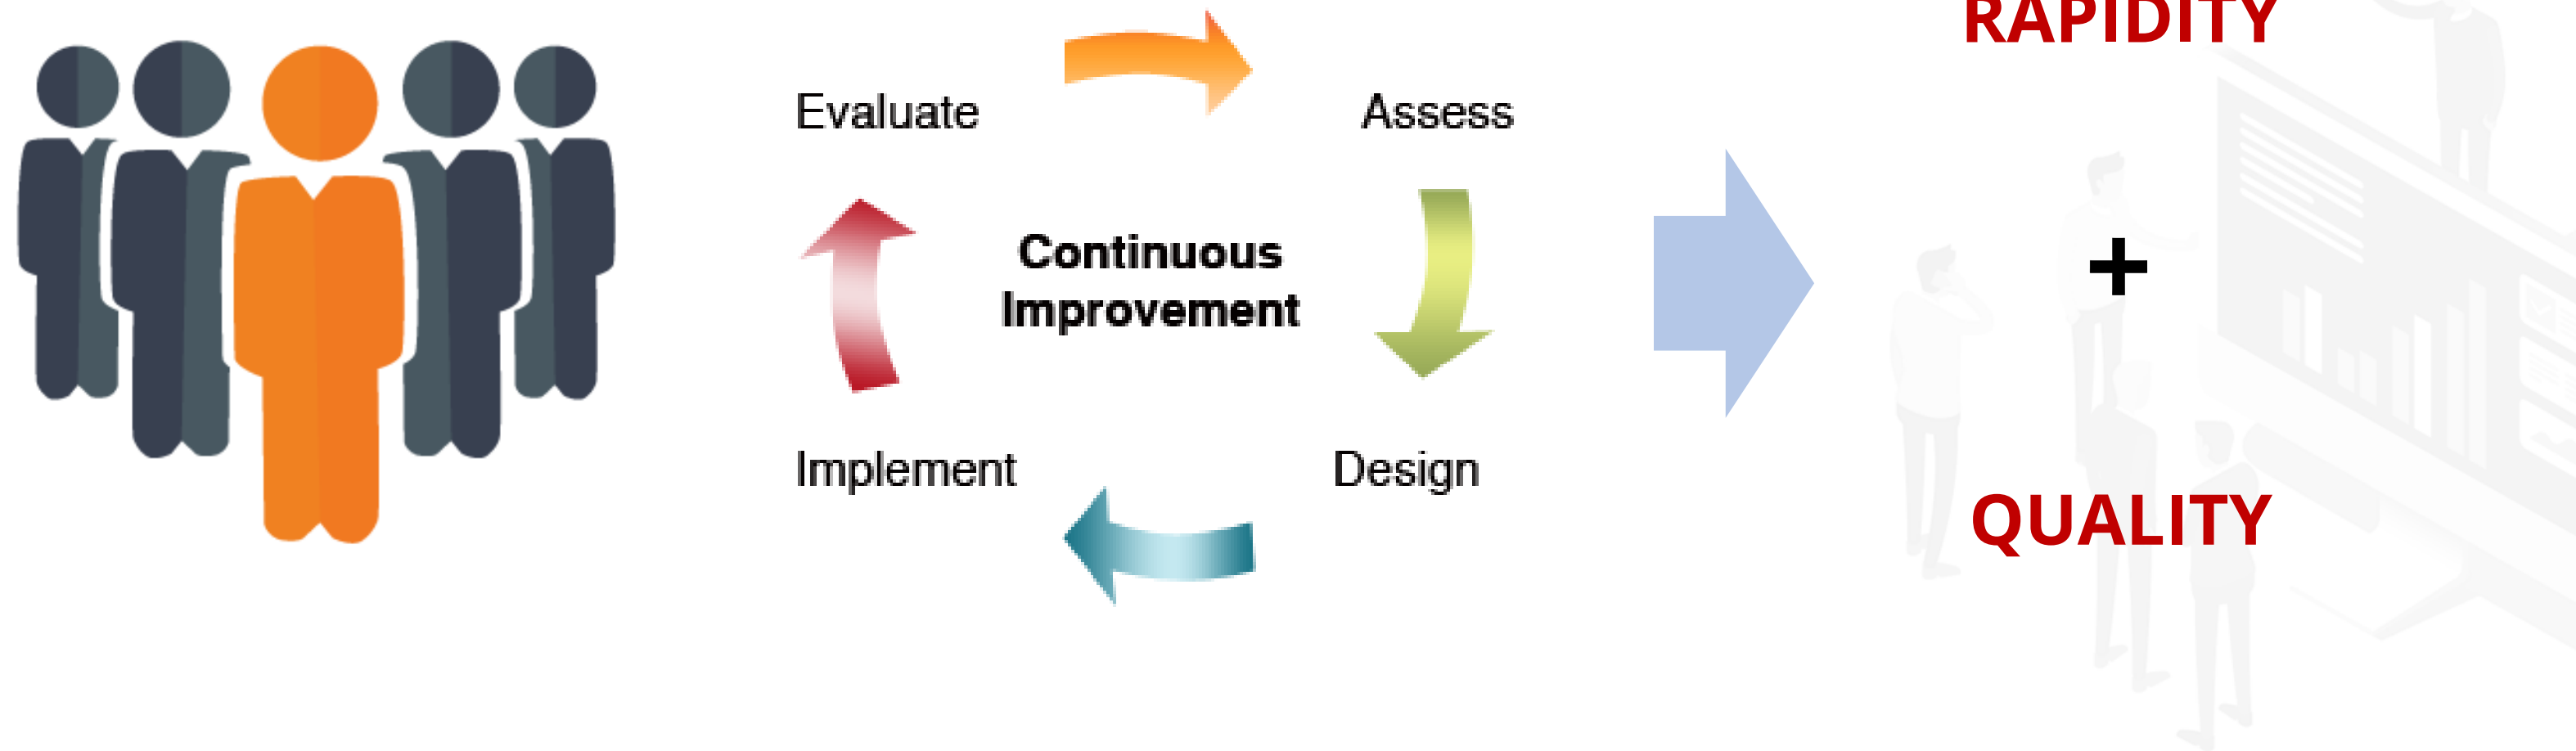 Evaluate
Assess
Continuous
Improvement
Implement
Design
RAPIDITY
+
QUALITY